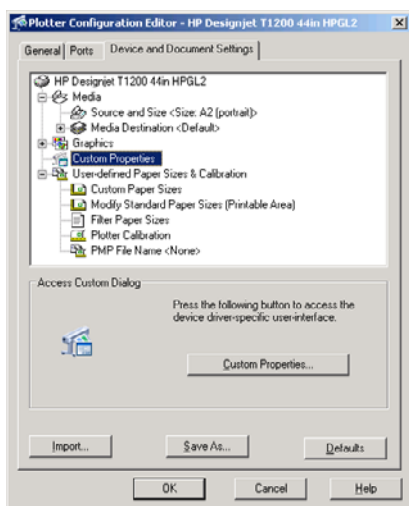 Plotter Configuration Editor - HP Designjet T1200 44in HPGL2
General Ports Device and Document Settings
HP Designjet T1200 44in HPGL2
Media
Source and Size <Size: A2 (portrait)>
Media Destination <Default>
Graphics
Custom Properties
User-defined Paper Sizes & Calibration
Custom Paper Sizes
Modify Standard Paper Sizes (Printable Area)
Filter Paper Sizes
Plotter Calibration
PMP File Name <None>
Access Custom Dialog
Press the following button to access the
device driver-specific user-interface.
Custom Properties...
Import... Save As... Defaults
OK Cancel Help